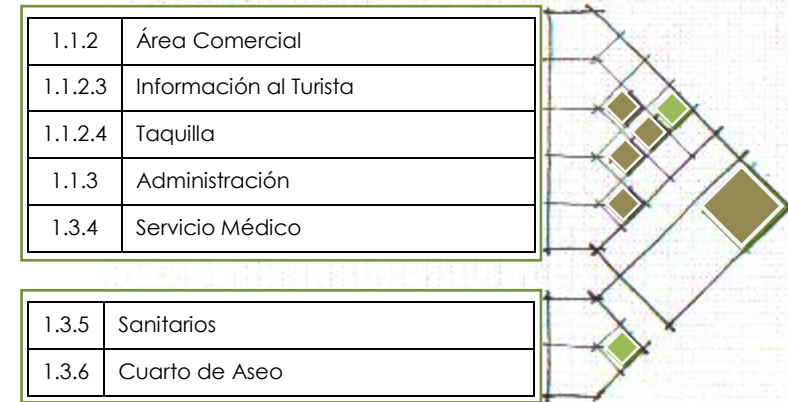 1.1.2 Área Comercial
1.1.2.3 Información al Turista
1.1.2.4 Taquilla
1.1.3 Administración
1.3.4 Servicio Médico
1.3.5 Sanitarios
1.3.6 Cuarto de Aseo